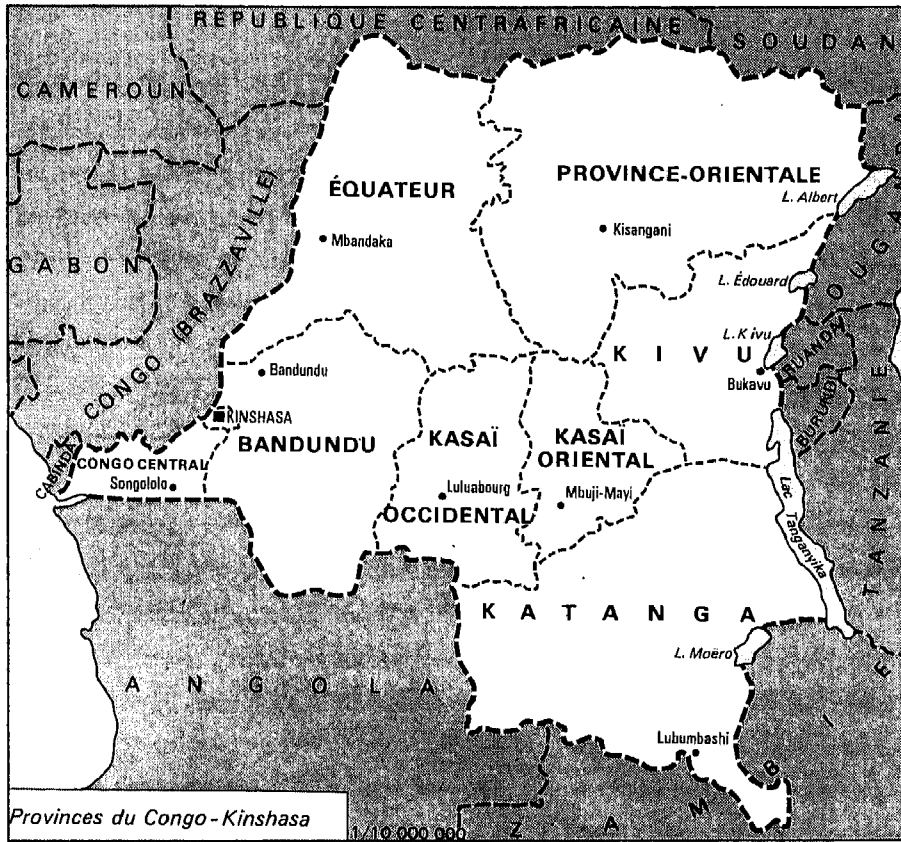 RÉPUBLIQUE CENTRAFRICAINE
SOUDAN
CAMEROUN
ÉQUATEUR
PROVINCE-ORIENTALE
L. Albert
Mbandaka
Kisangani
GABON
CONGO (BRAZZAVILLE)
OUGANDA
L. Édouard
L. Kivu
KIVU
RUANDA
Bandundu
Bukavu
BURUNDI
KINSHASA
BANDUNDU
KASAÏ
OCCIDENTAL
KASAÏ
ORIENTAL
CONGO CENTRAL
CABINDA
Songololo
Luluabourg
Mbuji-Mayi
Lac Tanganyika
TANZANIE
KATANGA
L. Moëro
ANGOLA
Lubumbashi
ZAMBIE
Provinces du Congo-Kinshasa
1/10 000 000